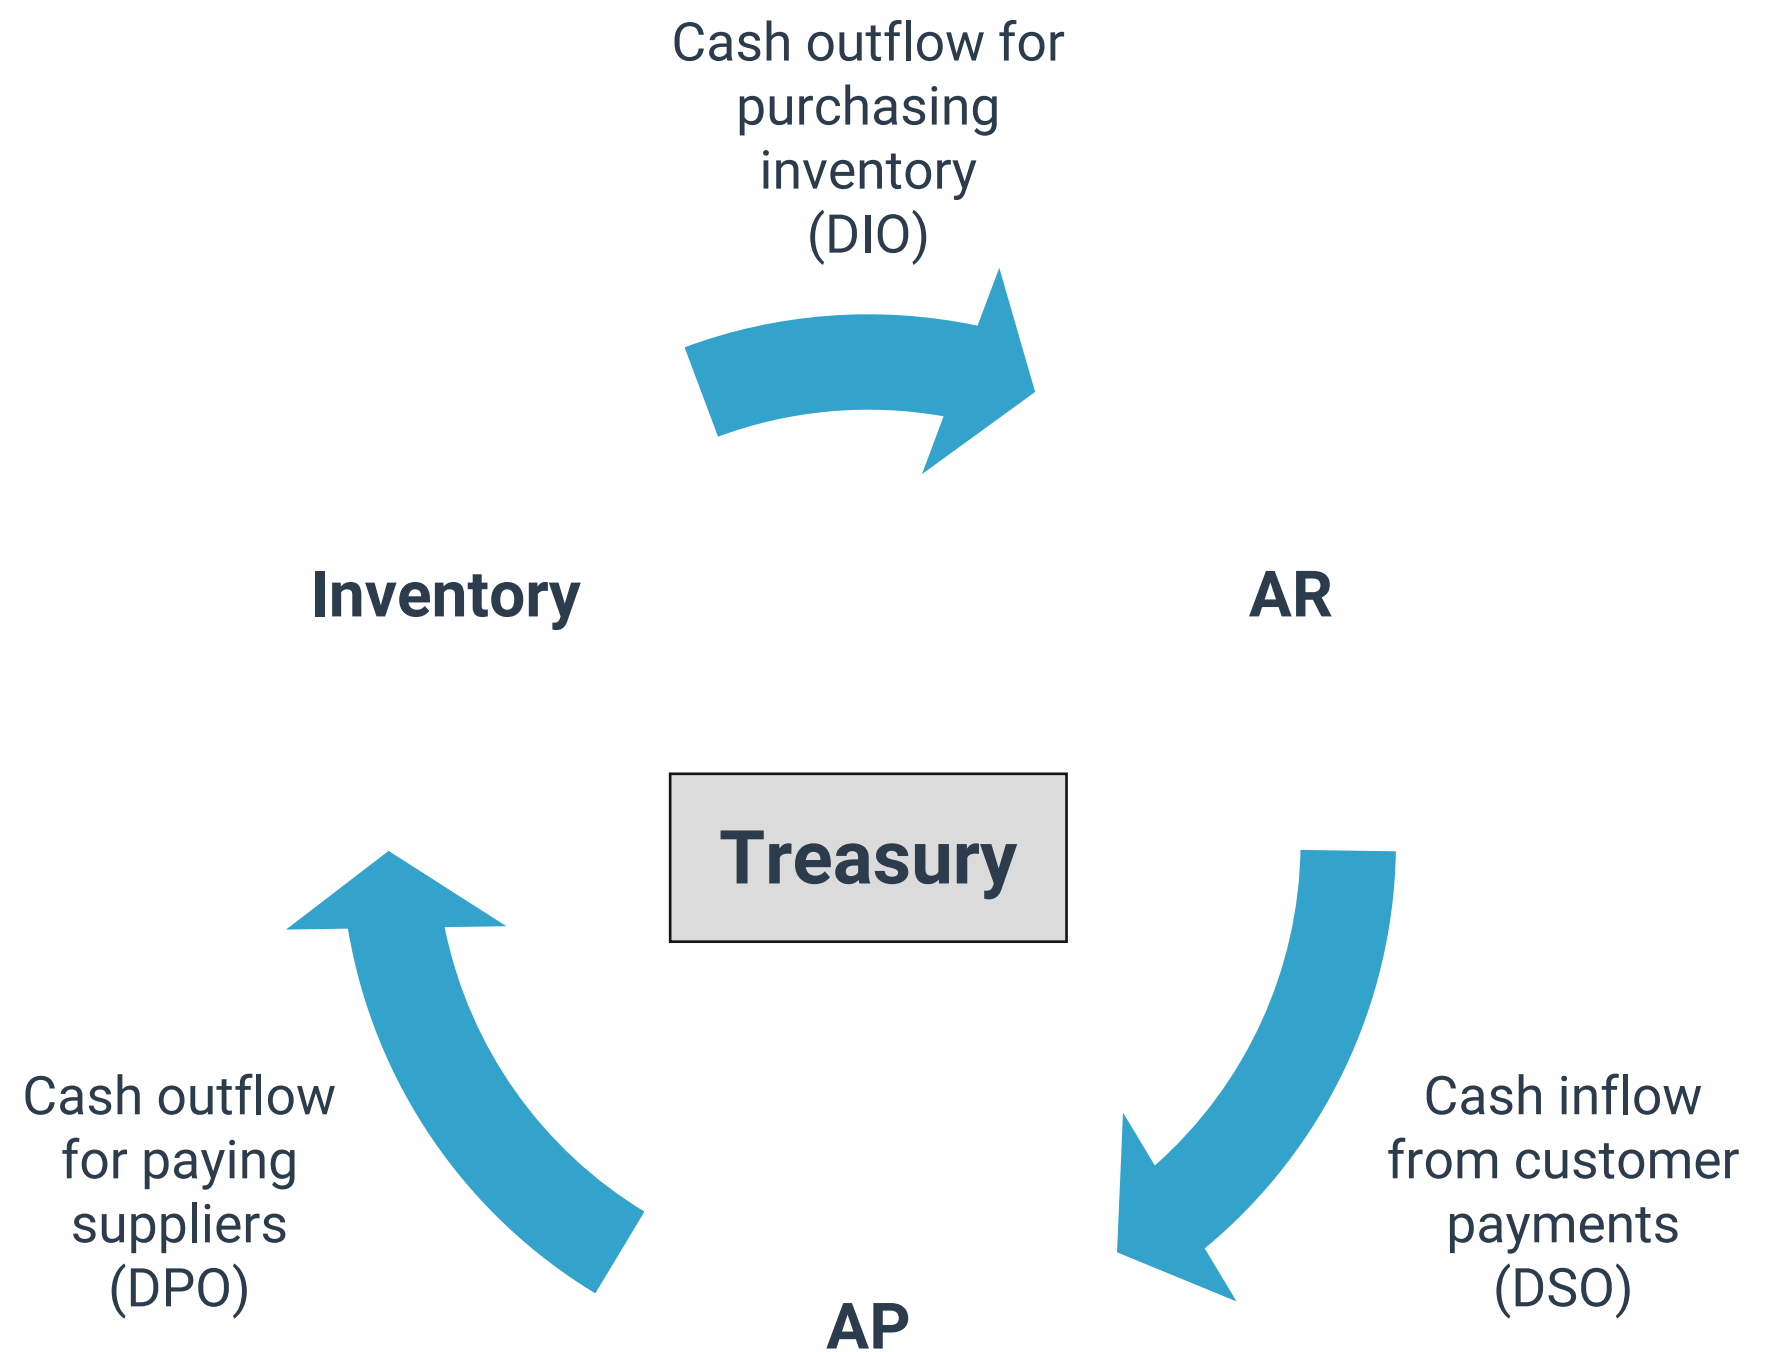 Cash outflow for
purchasing
inventory
(DIO)
Inventory
AR
Treasury
Cash outflow
for paying
suppliers
(DPO)
Cash inflow
from customer
payments
(DSO)
AP